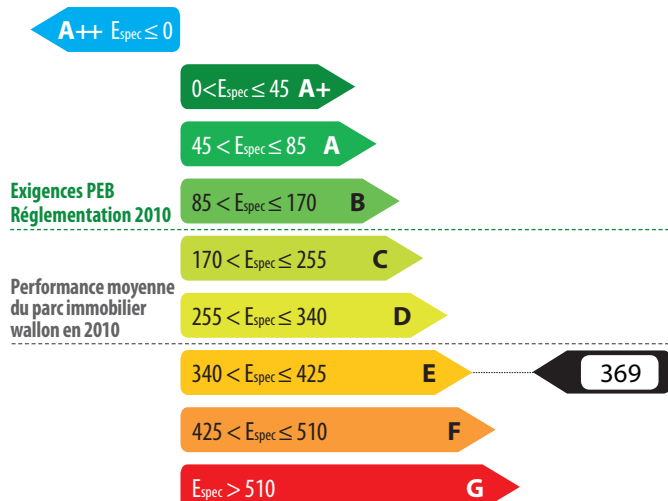 A++ Espec ≤ 0
0<Espec ≤ 45 A+
45 < Espec ≤ 85 A
Exigences PEB
Réglementation 2010
85 < Espec ≤ 170 B
170 < Espec ≤ 255 C
Performance moyenne
du parc immobilier
wallon en 2010
255 < Espec ≤ 340 D
340 < Espec ≤ 425 E
369
425 < Espec ≤ 510 F
Espec > 510 G